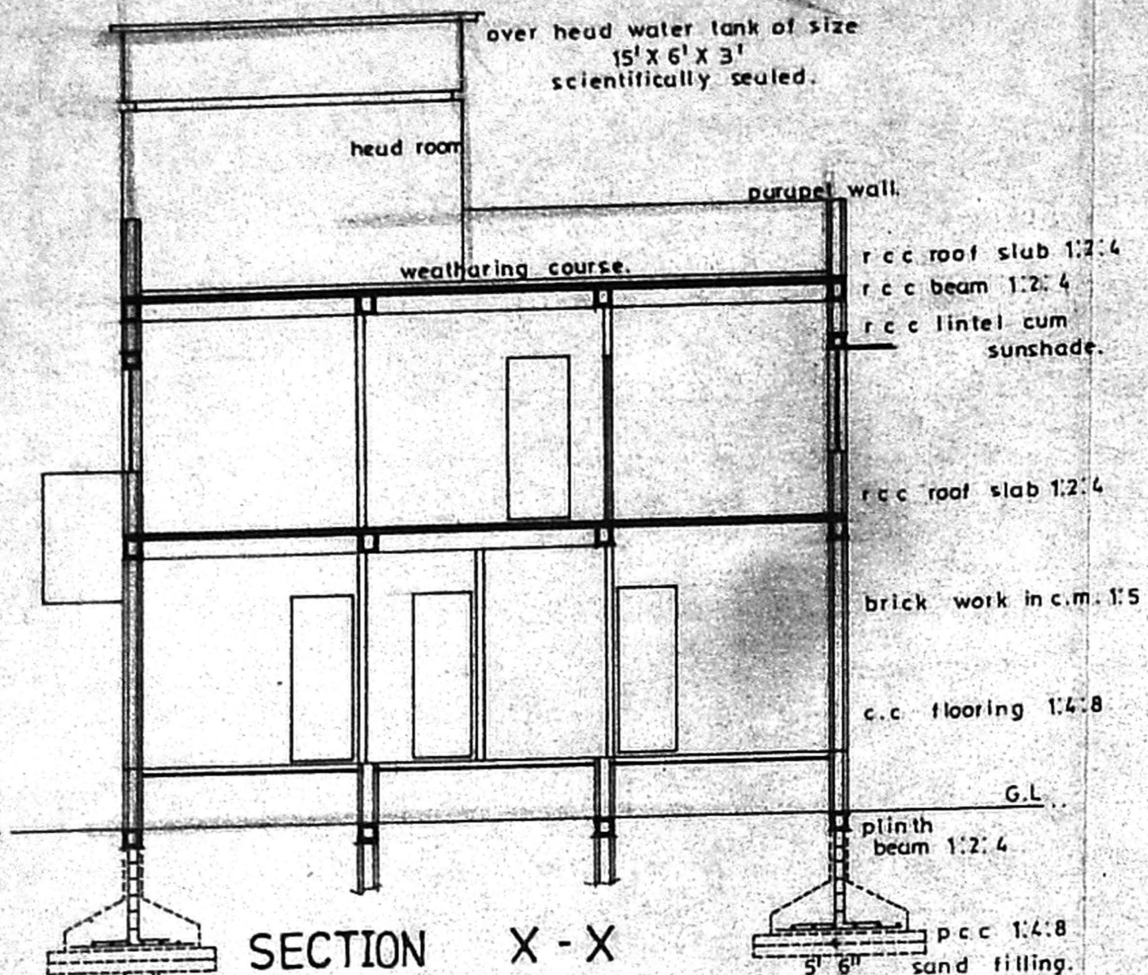 over head water tank of size
15' X 6' X 3'
scientifically sealed.
head room
parapet wall.
weatharing course.
r c c roof slab 1:2:4
r c c beam 1:2:4
r c c lintel cum
sunshade.
r c c roof slab 1:2:4
brick work in c.m. 1:5
c.c flooring 1:4:8
G.L
plinth
beam 1:2:4
p c c 1:4:8
5' 6"
sand filling.
SECTION X - X